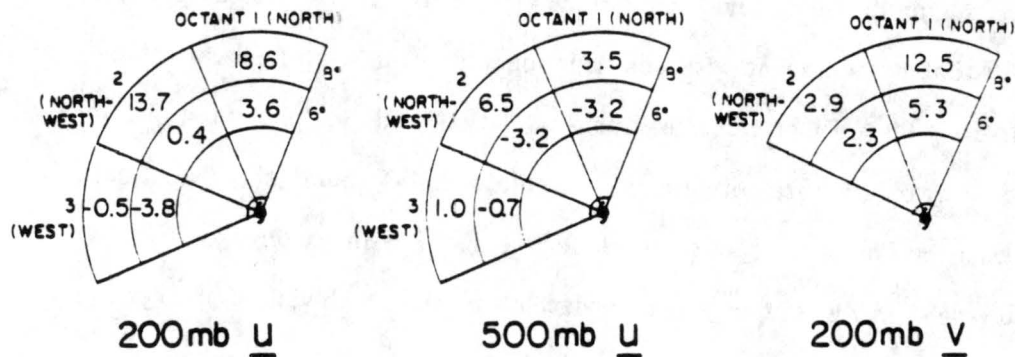 OCTANT 1 (NORTH)
2
(NORTH-
WEST)
18.6
9°
13.7
3.6
6°
0.4
3
(WEST)
-0.5
-3.8
200mb u
OCTANT 1 (NORTH)
2
(NORTH-
WEST)
3.5
9°
6.5
-3.2
6°
-3.2
3
(WEST)
1.0
-0.7
500mb u
OCTANT 1 (NORTH)
2
(NORTH-
WEST)
12.5
9°
2.9
5.3
6°
2.3
200mb v